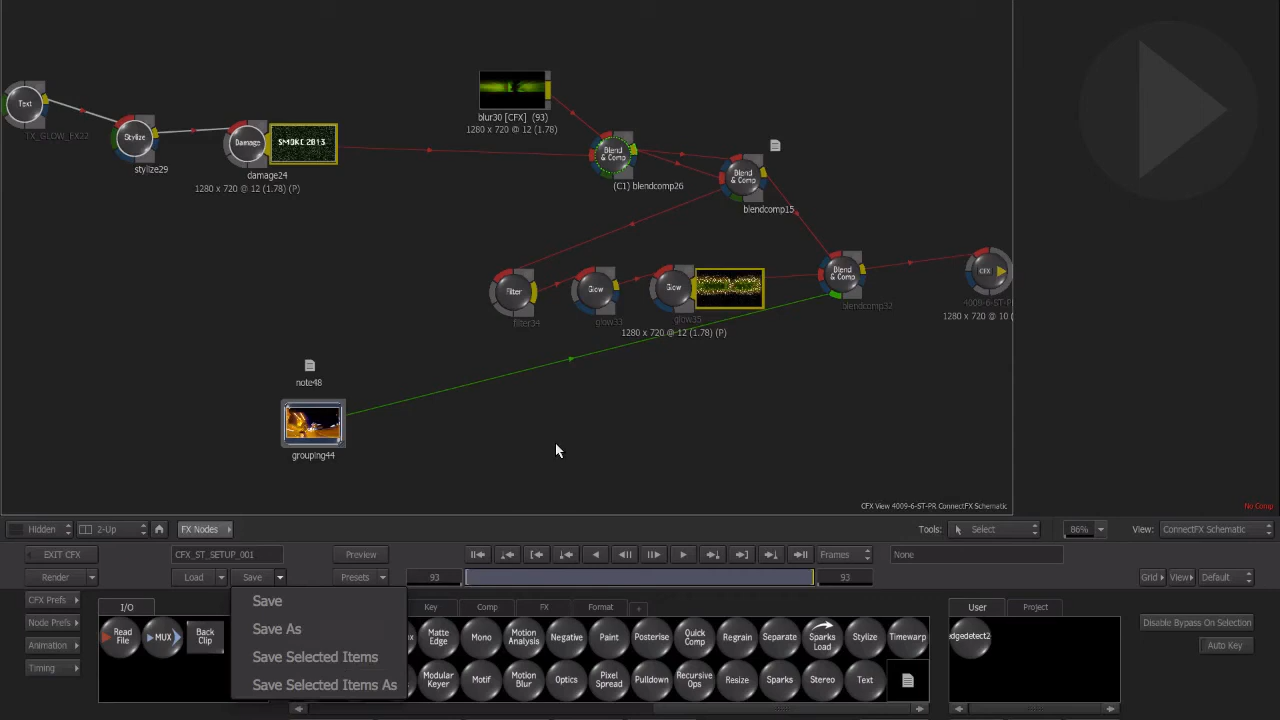 Text
TX_GLOW_FX22
Stylize
stylize29
Damage
SMOKE 2013
damage24
1280 x 720 @ 12 (1.78) (P)
blur30 [CFX] (93)
1280 x 720 @ 12 (1.78)
Blend
& Comp
(C1) blendcomp26
Blend
& Comp
blendcomp15
Filter
filter34
Glow
glow33
Glow
glow35
1280 x 720 @ 12 (1.78) (P)
Blend
& Comp
blendcomp32
CFX
4009-6-ST-PR
1280 x 720 @ 10 (
note48
grouping44
CFX View 4009-6-ST-PR ConnectFX Schematic
No Comp
Hidden
2-Up
FX Nodes
Tools:
Select
86%
View:
ConnectFX Schematic
EXIT CFX
CFX_ST_SETUP_001
Preview
Frames
None
Render
Load
Save
Presets
93
93
Grid
View
Default
CFX Prefs
Node Prefs
Animation
Timing
I/O
Save
Save As
Save Selected Items
Save Selected Items As
Key
Comp
FX
Format
+
User
Project
Read
File
MUX
Back
Clip
Matte
Edge
Mono
Motion
Analysis
Negative
Paint
Posterise
Quick
Comp
Regrain
Separate
Sparks
Load
Stylize
Timewarp
Modular
Keyer
Motif
Motion
Blur
Optics
Pixel
Spread
Pulldown
Recursive
Ops
Resize
Sparks
Stereo
Text
dgedetect2
Disable Bypass On Selection
Auto Key